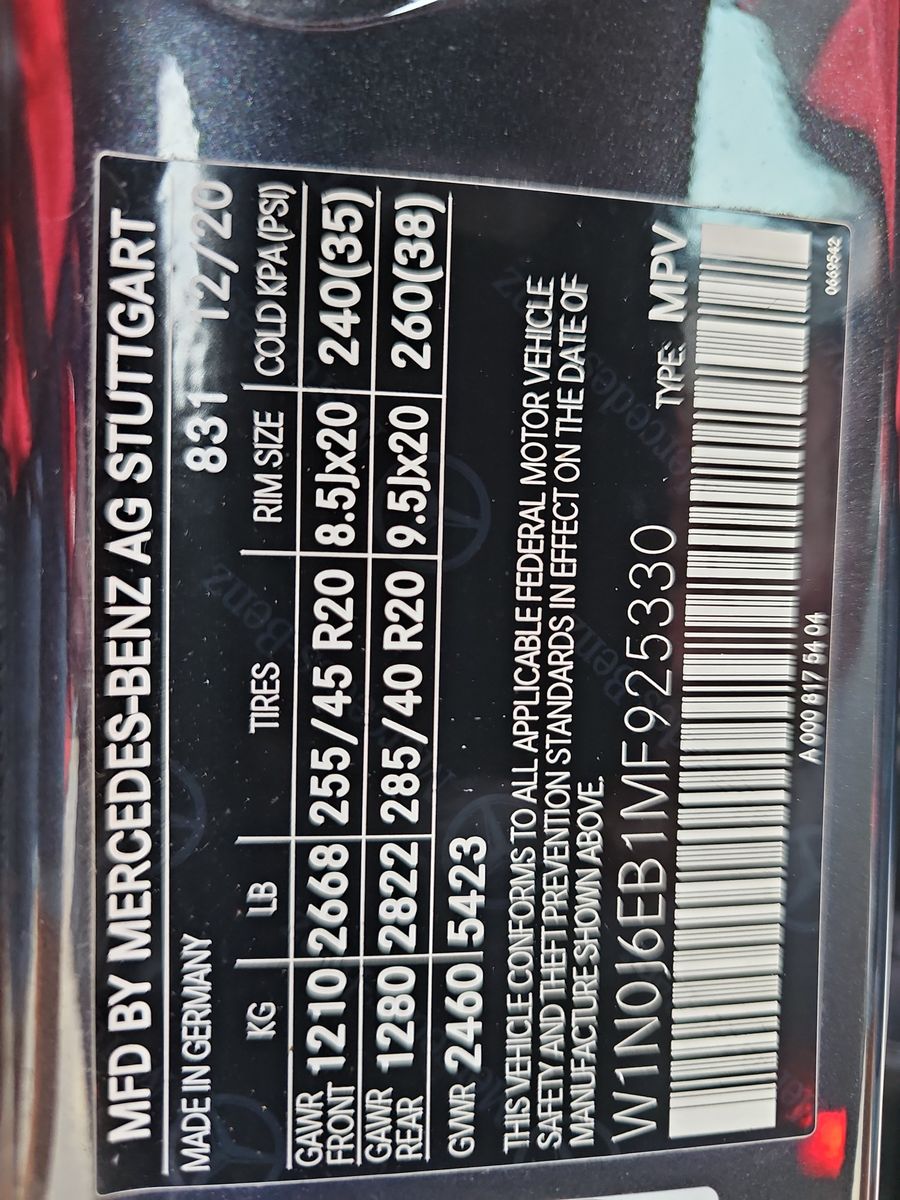 MFD BY MERCEDES-BENZ AG STUTTGART
MADE IN GERMANY 831 12/20
KG LB TIRES RIM SIZE COLD KPA(PSI)
GAWR FRONT 1210 2668 255/45 R20 8.5Jx20 240(35)
GAWR REAR 1280 2822 285/40 R20 9.5Jx20 260(38)
GVWR 2460 5423
THIS VEHICLE CONFORMS TO ALL APPLICABLE FEDERAL MOTOR VEHICLE
SAFETY AND THEFT PREVENTION STANDARDS IN EFFECT ON THE DATE OF
MANUFACTURE SHOWN ABOVE.
W1N0J6EB1MF925330 TYPE: MPV
A 000 817 54 04 0669542